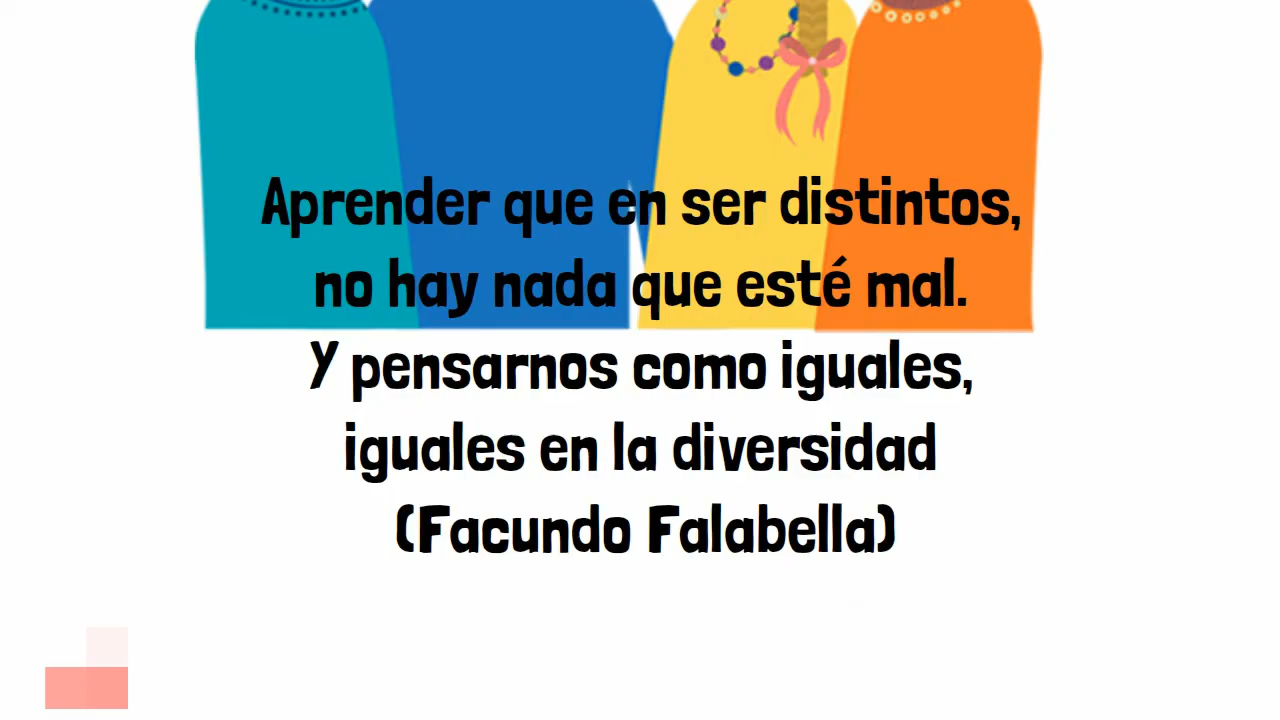 Aprender que en ser distintos,
no hay nada que esté mal.
Y pensarnos como iguales,
iguales en la diversidad
(Facundo Falabella)